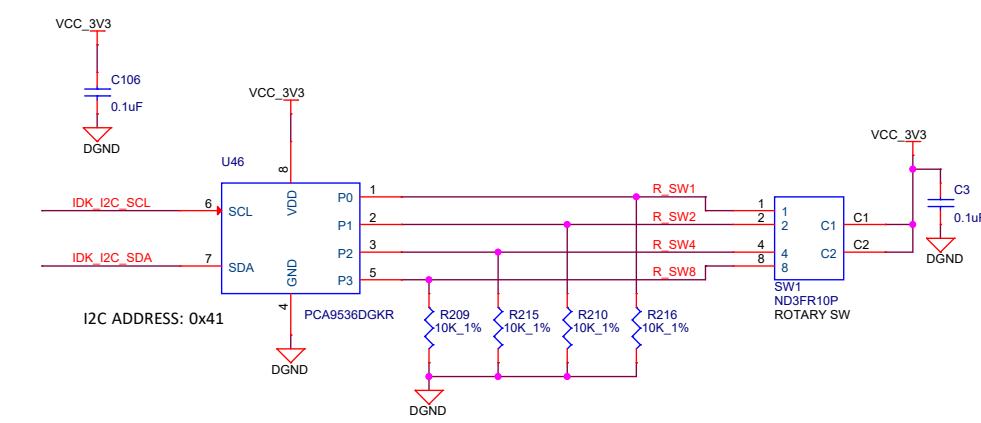 VCC_3V3
C106
0.1uF
DGND
VCC_3V3
VCC_3V3
U46
8
VDD
IDK_I2C_SCL
6
SCL
P0
1
R_SW1
1
1
P1
2
R_SW2
2
2
C1
C1
C3
0.1uF
DGND
IDK_I2C_SDA
7
SDA
P2
3
R_SW4
4
4
C2
C2
P3
5
R_SW8
8
8
GND
4
SW1
ND3FR10P
ROTARY SW
I2C ADDRESS: 0x41
PCA9536DGKR
R209
10K_1%
R215
10K_1%
R210
10K_1%
R216
10K_1%
DGND
DGND